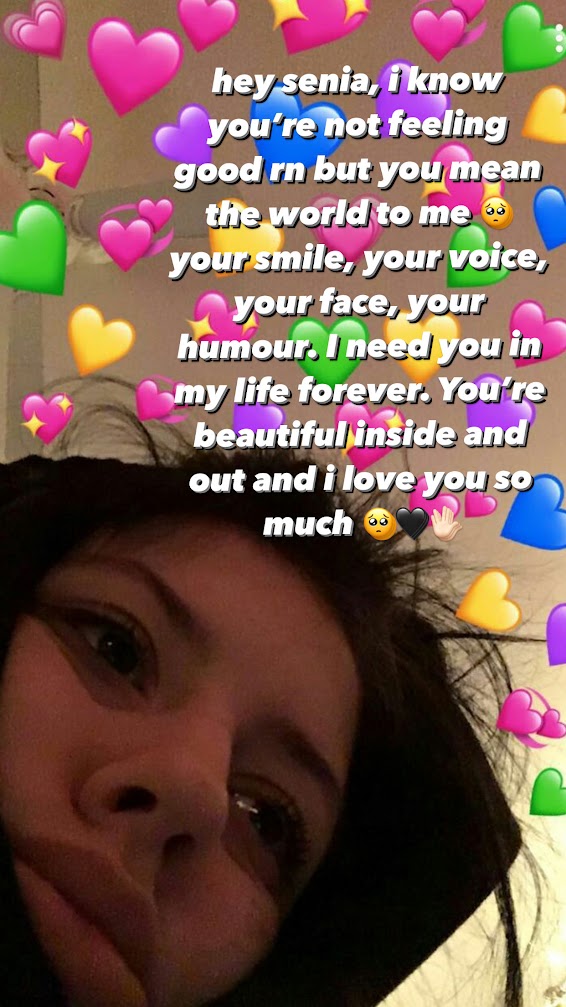 hey senia, i know
you're not feeling
good rn but you mean
the world to me 🥺
your smile, your voice,
your face, your
humour. I need you in
my life forever. You're
beautiful inside and
out and i love you so
much 🥺🖤🖐🏻